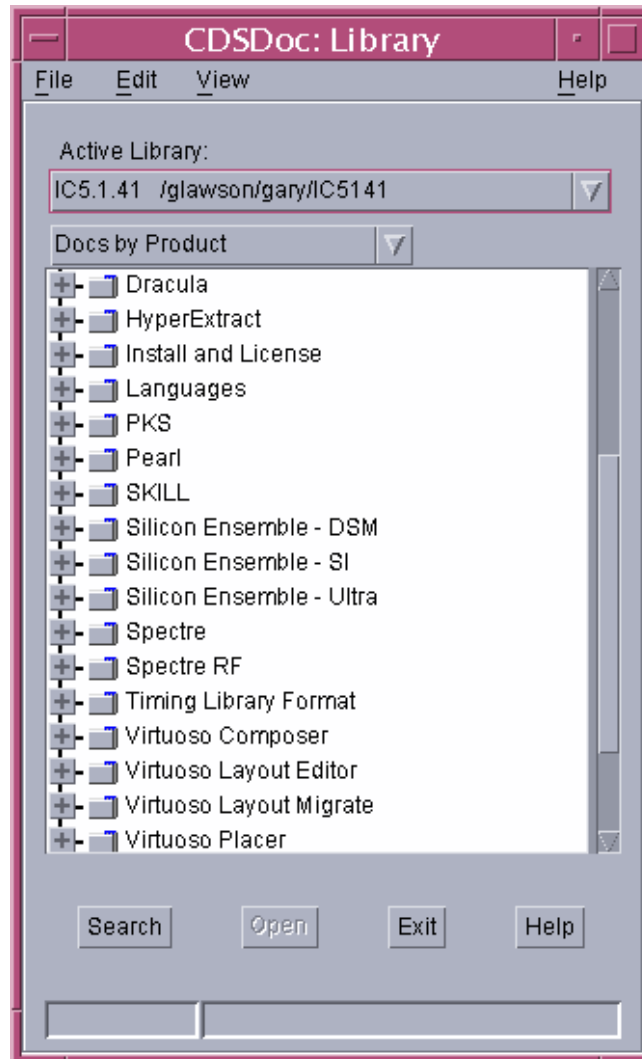 CDSDoc: Library
File Edit View Help
Active Library:
IC5.1.41 /glawson/gary/IC5141
Docs by Product
Dracula
HyperExtract
Install and License
Languages
PKS
Pearl
SKILL
Silicon Ensemble - DSM
Silicon Ensemble - SI
Silicon Ensemble - Ultra
Spectre
Spectre RF
Timing Library Format
Virtuoso Composer
Virtuoso Layout Editor
Virtuoso Layout Migrate
Virtuoso Placer
Search Open Exit Help